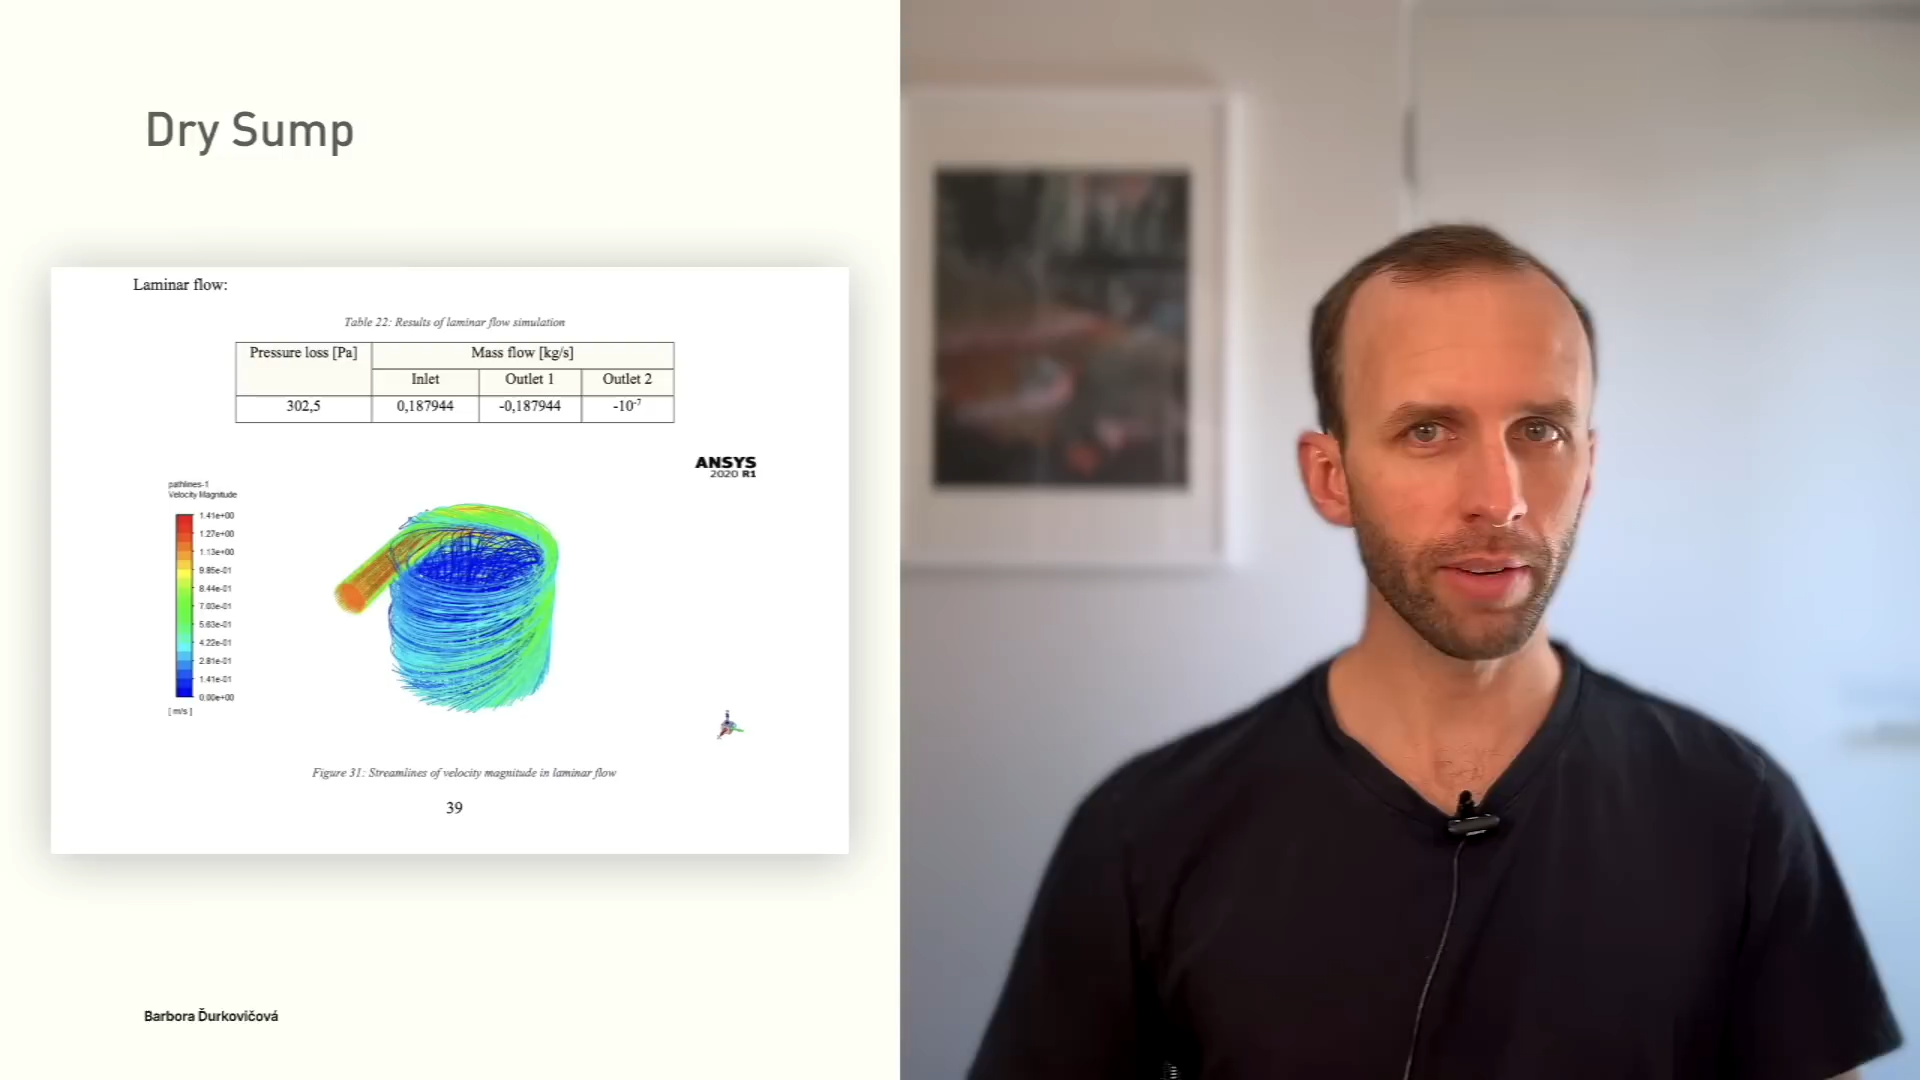 Dry Sump
Laminar flow:
Table 22: Results of laminar flow simulation
Pressure loss [Pa] Mass flow [kg/s]
Inlet Outlet 1 Outlet 2
302,5 0,187944 -0,187944 -10⁻⁷
ANSYS
2020 R1
pathlines-1
Velocity Magnitude
1.41e+00
1.27e+00
1.13e+00
9.85e-01
8.44e-01
7.03e-01
5.63e-01
4.22e-01
2.81e-01
1.41e-01
0.00e+00
[ m/s ]
Figure 31: Streamlines of velocity magnitude in laminar flow
39
Barbora Ďurkovičová